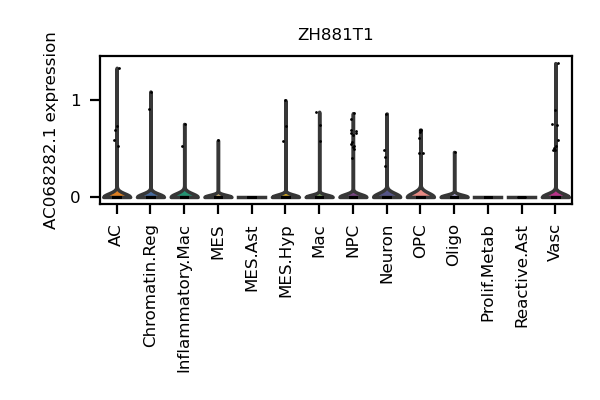 ZH881T1
AC068282.1 expression
1
0
AC
Chromatin.Reg
Inflammatory.Mac
MES
MES.Ast
MES.Hyp
Mac
NPC
Neuron
OPC
Oligo
Prolif.Metab
Reactive.Ast
Vasc